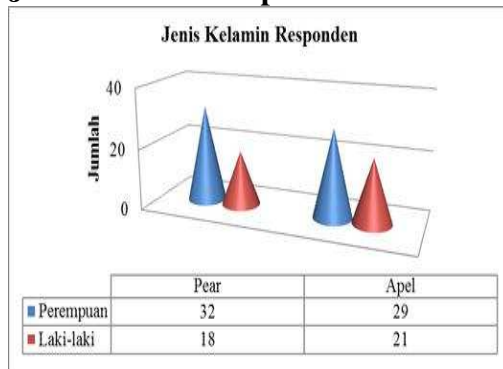 Jenis Kelamin Responden
Jumlah
40
20
0
Pear Apel
Perempuan 32 29
Laki-laki 18 21